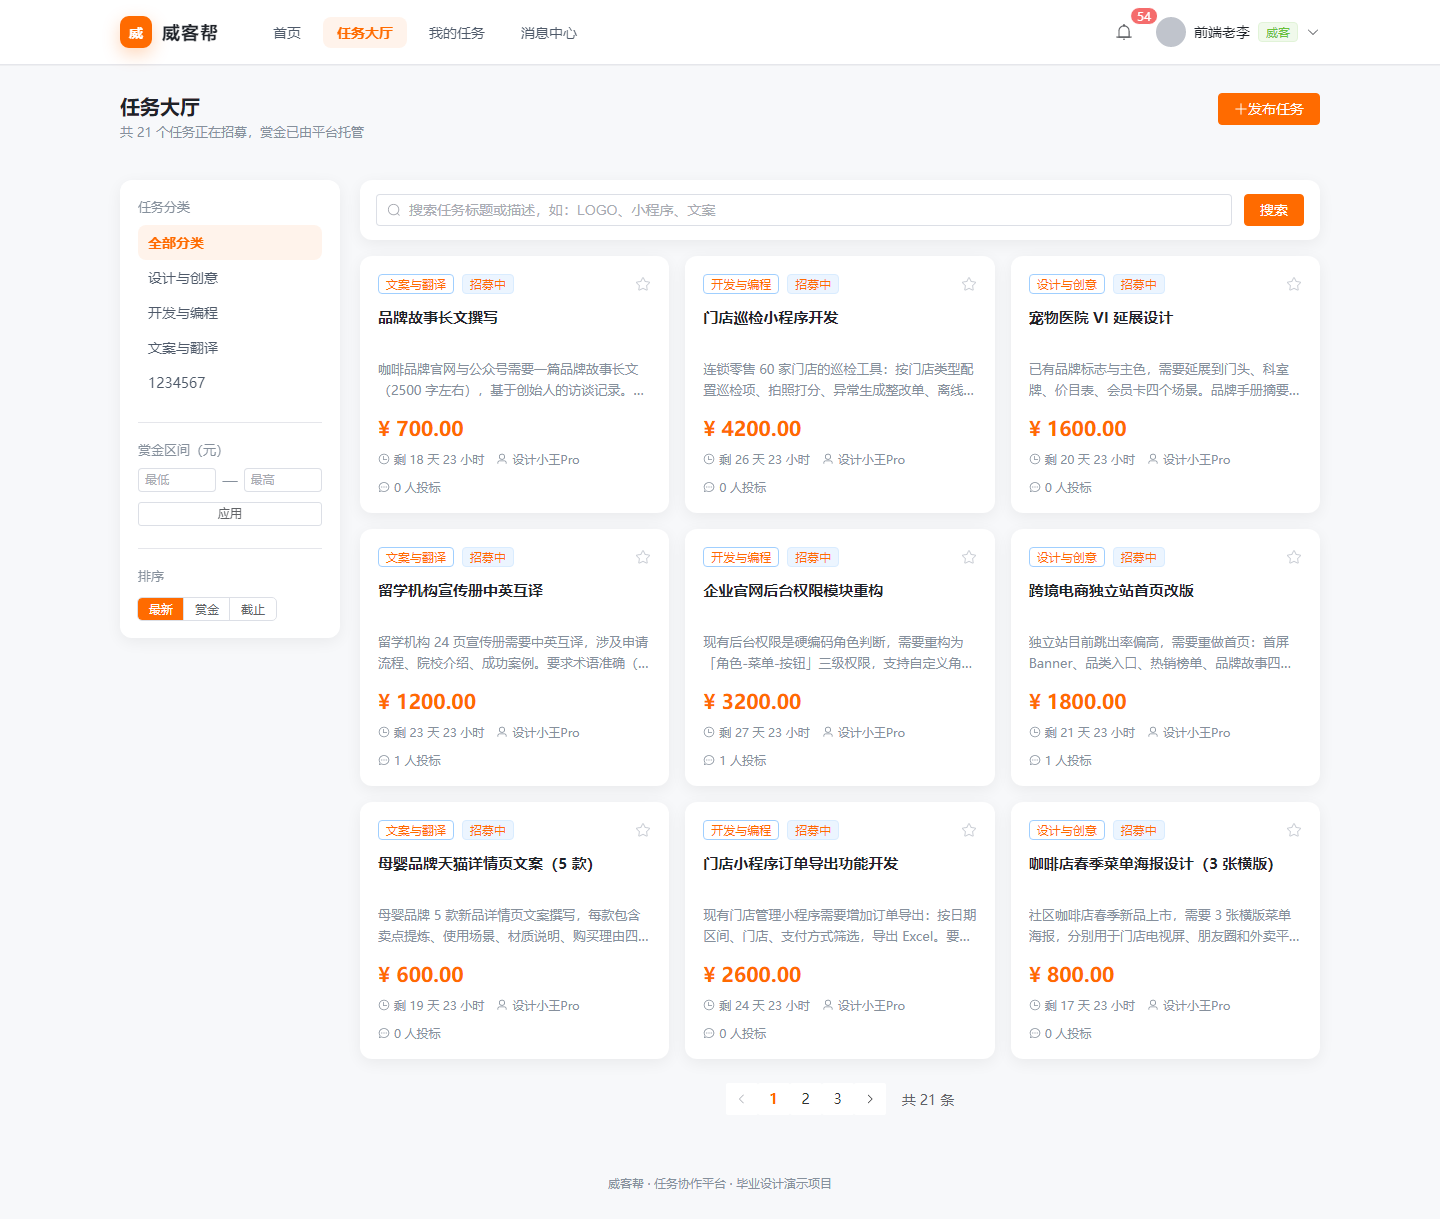 威 威客帮 首页 任务大厅 我的任务 消息中心 54 前端老李 威客
任务大厅
共 21 个任务正在招募，赏金已由平台托管
发布任务
任务分类
全部分类
设计与创意
开发与编程
文案与翻译
1234567
赏金区间（元）
最低 — 最高
应用
排序
最新 赏金 截止
搜索任务标题或描述，如：LOGO、小程序、文案
搜索
文案与翻译 招募中
品牌故事长文撰写
咖啡品牌官网与公众号需要一篇品牌故事长文
（2500 字左右），基于创始人的访谈记录。...
¥ 700.00
剩 18 天 23 小时 设计小王Pro
0 人投标
开发与编程 招募中
门店巡检小程序开发
连锁零售 60 家门店的巡检工具：按门店类型配
置巡检项、拍照打分、异常生成整改单、离线...
¥ 4200.00
剩 26 天 23 小时 设计小王Pro
0 人投标
设计与创意 招募中
宠物医院 VI 延展设计
已有品牌标志与主色，需要延展到门头、科室
牌、价目表、会员卡四个场景。品牌手册摘要...
¥ 1600.00
剩 20 天 23 小时 设计小王Pro
0 人投标
文案与翻译 招募中
留学机构宣传册中英互译
留学机构 24 页宣传册需要中英互译，涉及申请
流程、院校介绍、成功案例。要求术语准确（...
¥ 1200.00
剩 23 天 23 小时 设计小王Pro
1 人投标
开发与编程 招募中
企业官网后台权限模块重构
现有后台权限是硬编码角色判断，需要重构为
「角色-菜单-按钮」三级权限，支持自定义角...
¥ 3200.00
剩 27 天 23 小时 设计小王Pro
1 人投标
设计与创意 招募中
跨境电商独立站首页改版
独立站目前跳出率偏高，需要重做首页：首屏
Banner、品类入口、热销榜单、品牌故事四...
¥ 1800.00
剩 21 天 23 小时 设计小王Pro
1 人投标
文案与翻译 招募中
母婴品牌天猫详情页文案（5 款）
母婴品牌 5 款新品详情页文案撰写，每款包含
卖点提炼、使用场景、材质说明、购买理由四...
¥ 600.00
剩 19 天 23 小时 设计小王Pro
0 人投标
开发与编程 招募中
门店小程序订单导出功能开发
现有门店管理小程序需要增加订单导出：按日期
区间、门店、支付方式筛选，导出 Excel。要...
¥ 2600.00
剩 24 天 23 小时 设计小王Pro
0 人投标
设计与创意 招募中
咖啡店春季菜单海报设计（3 张横版）
社区咖啡店春季新品上市，需要 3 张横版菜单
海报，分别用于门店电视屏、朋友圈和外卖平...
¥ 800.00
剩 17 天 23 小时 设计小王Pro
0 人投标
1 2 3 共 21 条
威客帮 · 任务协作平台 · 毕业设计演示项目